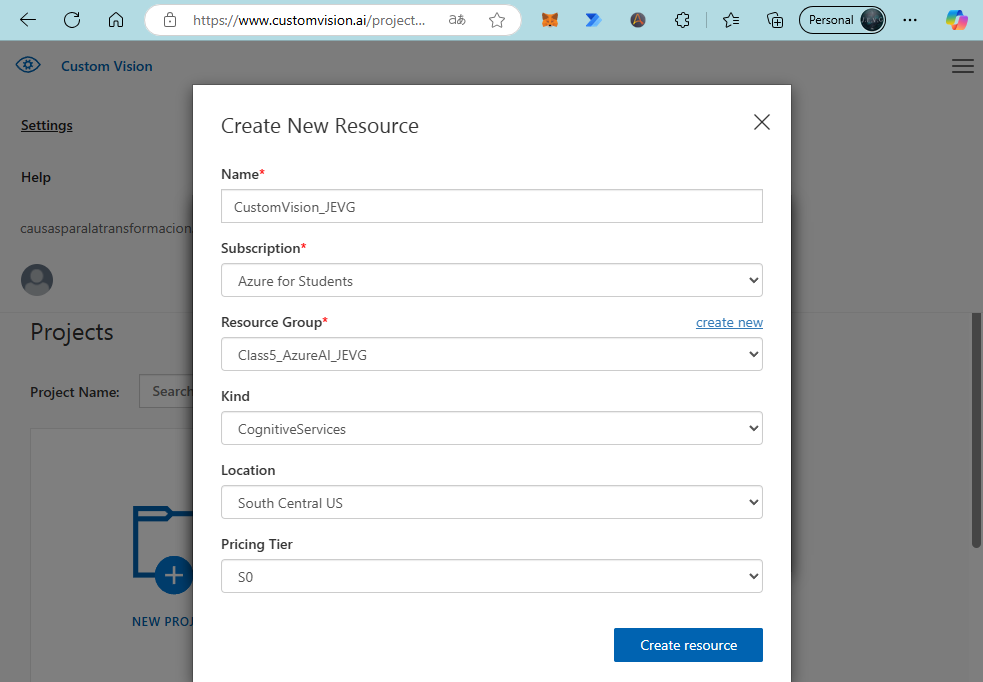 https://www.customvision.ai/project...
aあ
Personal
Custom Vision
Settings
Help
causasparalatransformacion
Projects
Project Name:
Search
NEW PROJ
Create New Resource
Name*
CustomVision_JEVG
Subscription*
Azure for Students
Resource Group*
create new
Class5_AzureAI_JEVG
Kind
CognitiveServices
Location
South Central US
Pricing Tier
S0
Create resource